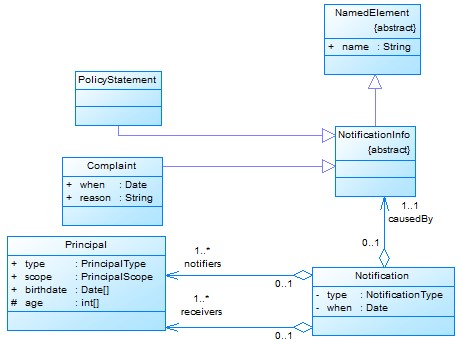 NamedElement
{abstract}
+ name : String
PolicyStatement
NotificationInfo
{abstract}
Complaint
+ when : Date
+ reason : String
1..1
causedBy
0..1
Principal
+ type : PrincipalType
+ scope : PrincipalScope
+ birthdate : Date[]
# age : int[]
1..*
notifiers
0..1
1..*
receivers
0..1
Notification
- type : NotificationType
- when : Date